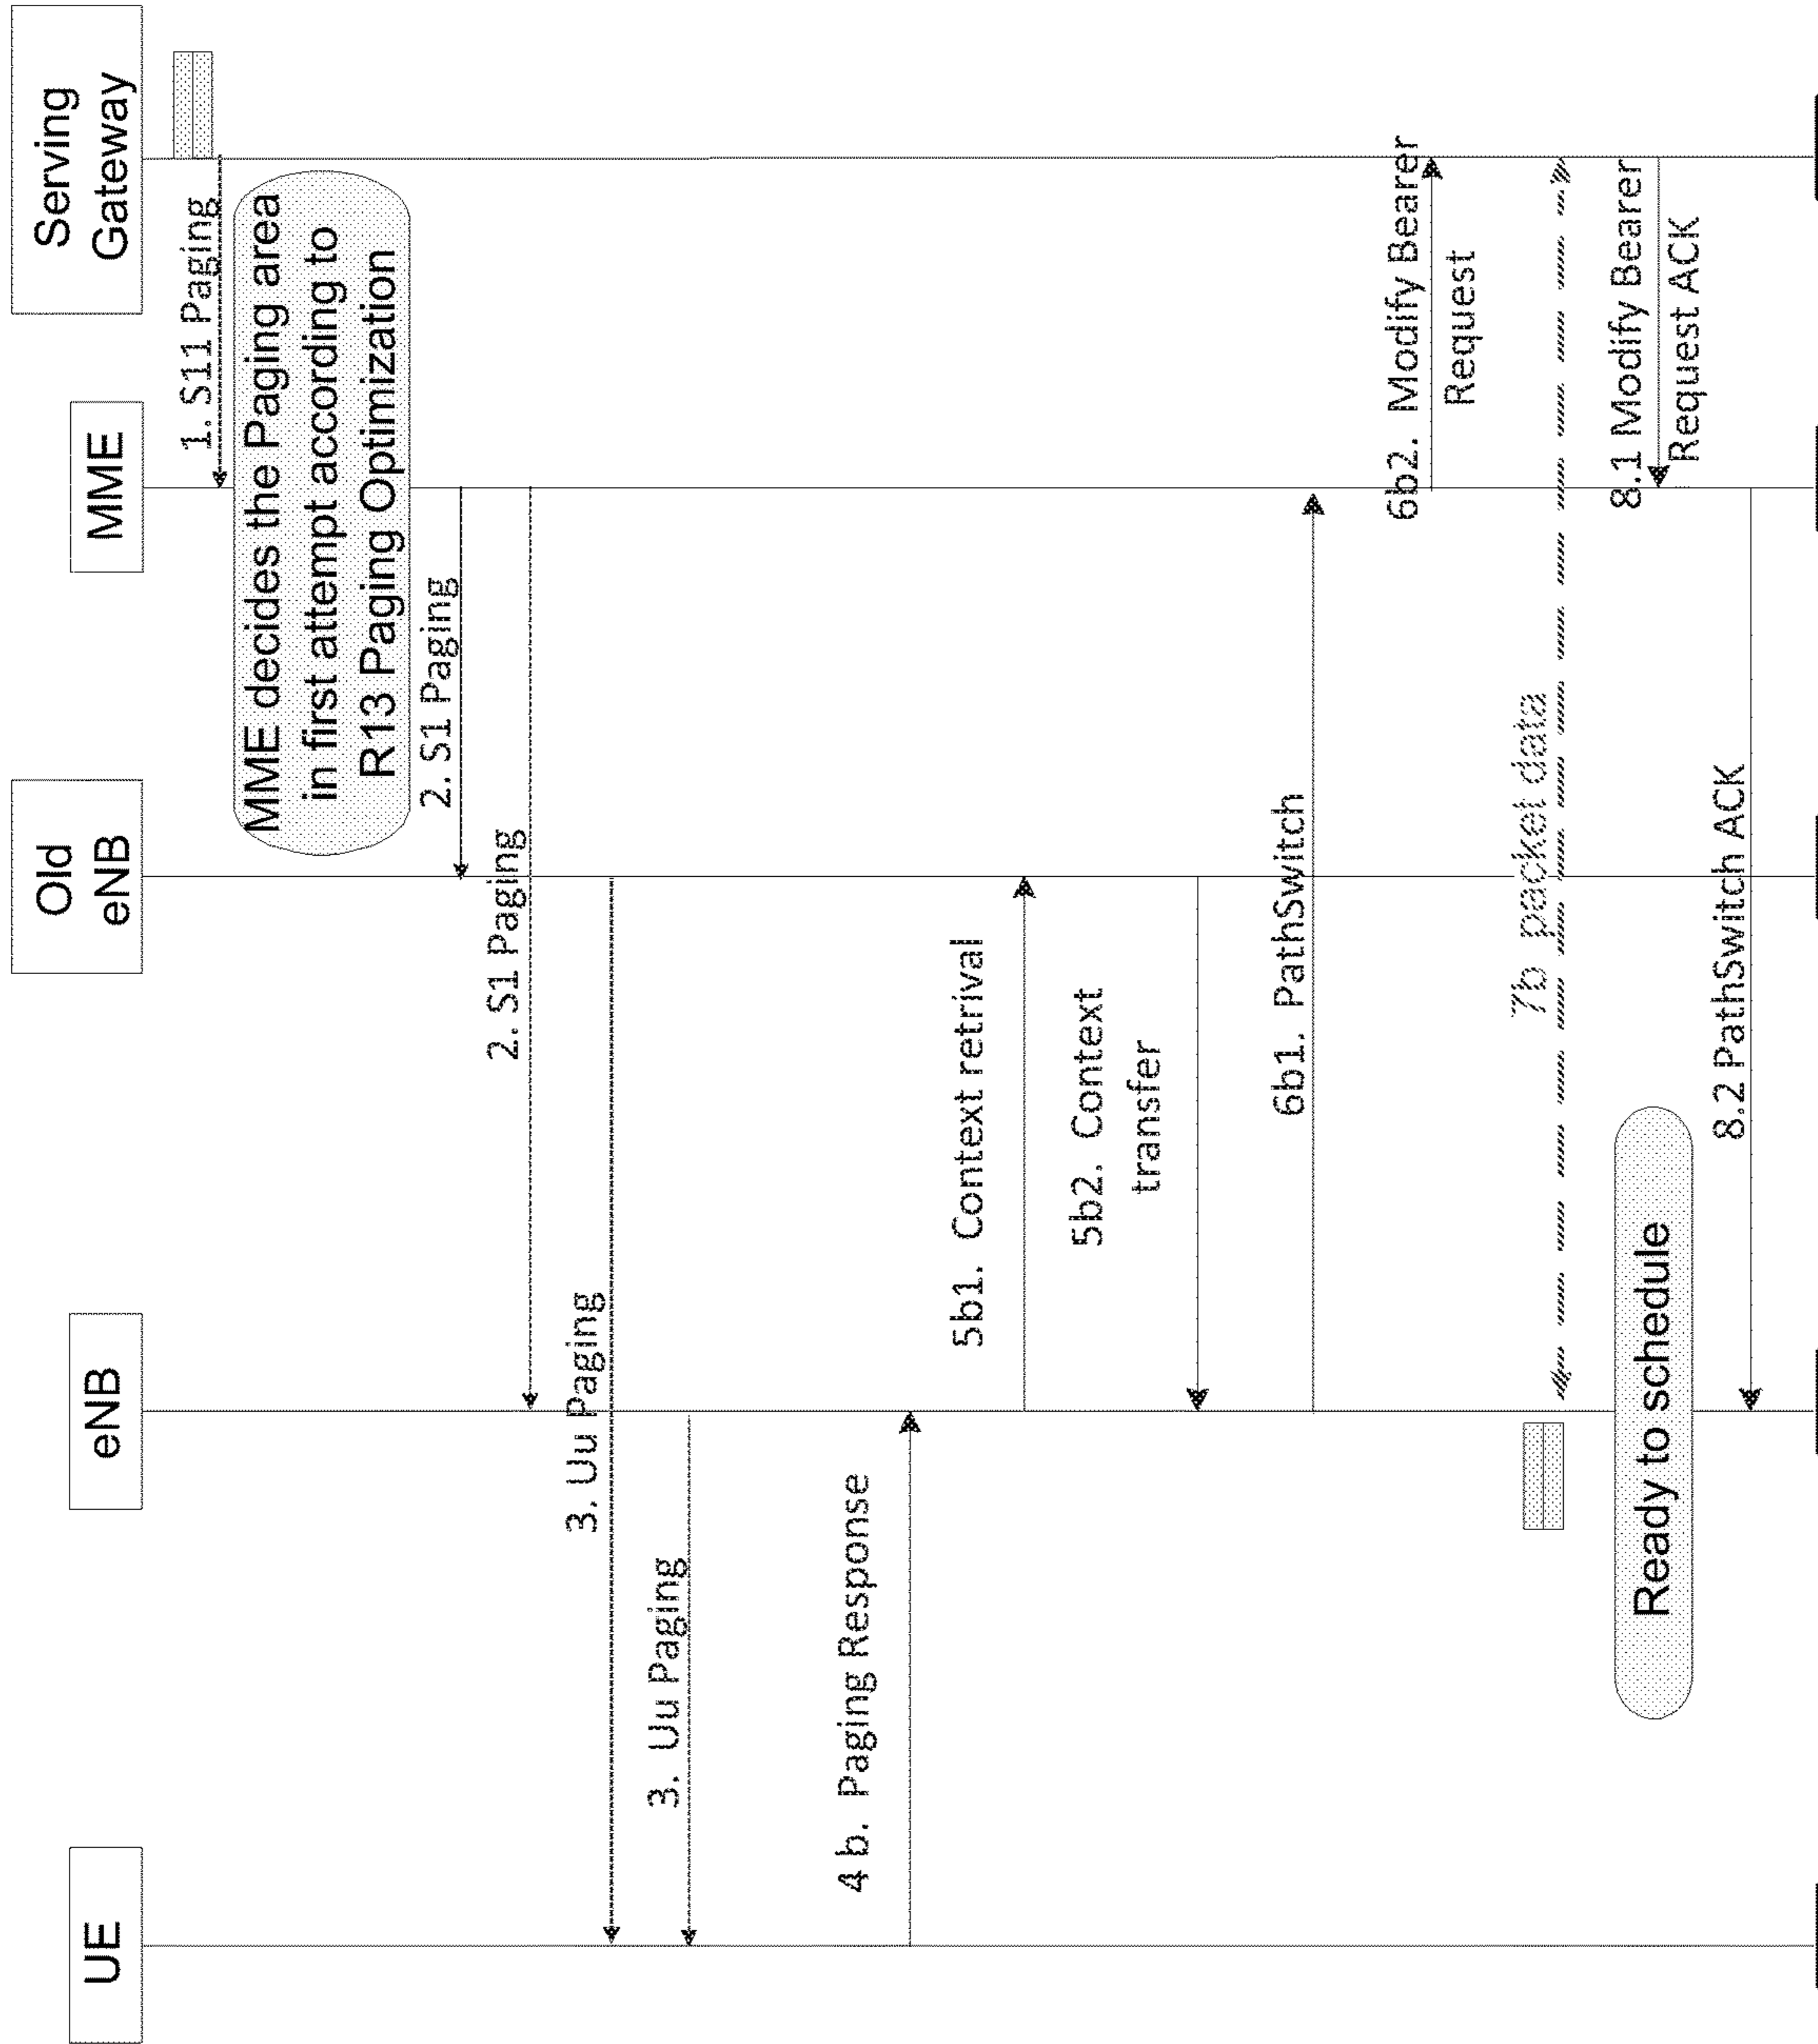 UE
eNB
Old
eNB
MME
Serving
Gateway
1. S11 Paging
MME decides the Paging area
in first attempt according to
R13 Paging Optimization
2. S1 Paging
2. S1 Paging
3. Uu Paging
3. Uu Paging
4 b. Paging Response
5b1. Context retrival
5b2. Context
transfer
6b1. PathSwitch
6b2. Modify Bearer
Request
7b packet data
Ready to schedule
8.1 Modify Bearer
Request ACK
8.2 PathSwitch ACK